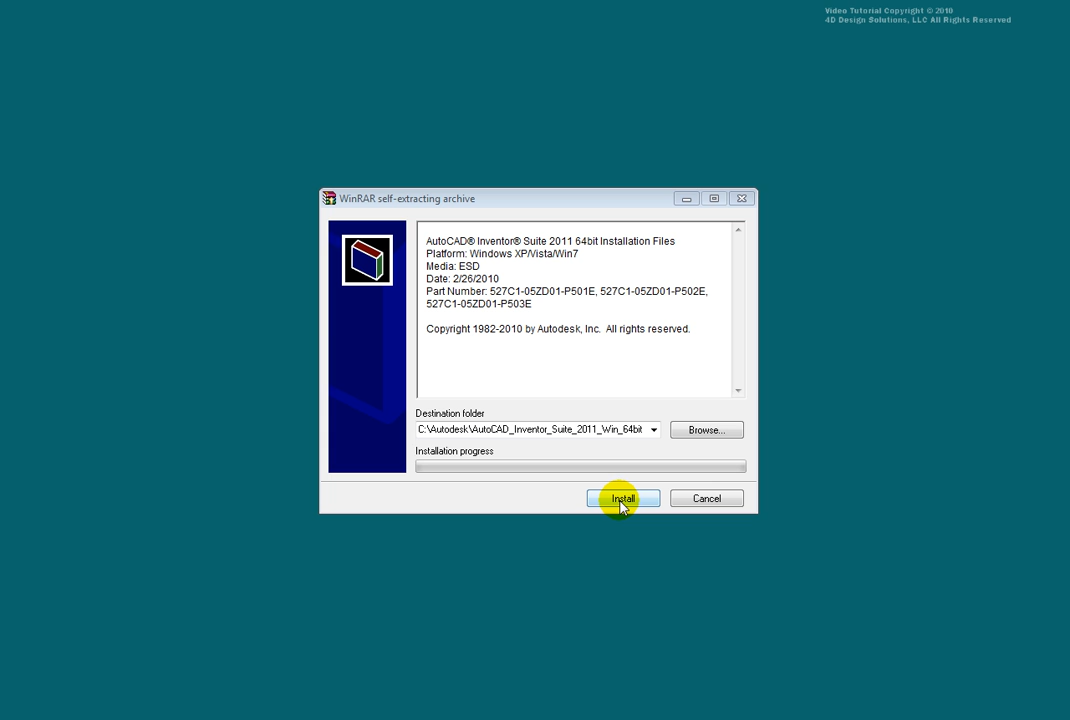 Video Tutorial Copyright © 2010
4D Design Solutions, LLC All Rights Reserved
WinRAR self-extracting archive
AutoCAD® Inventor® Suite 2011 64bit Installation Files
Platform: Windows XP/Vista/Win7
Media: ESD
Date: 2/26/2010
Part Number: 527C1-05ZD01-P501E, 527C1-05ZD01-P502E,
527C1-05ZD01-P503E
Copyright 1982-2010 by Autodesk, Inc.  All rights reserved.
Destination folder
C:\Autodesk\AutoCAD_Inventor_Suite_2011_Win_64bit
Browse...
Installation progress
Install
Cancel